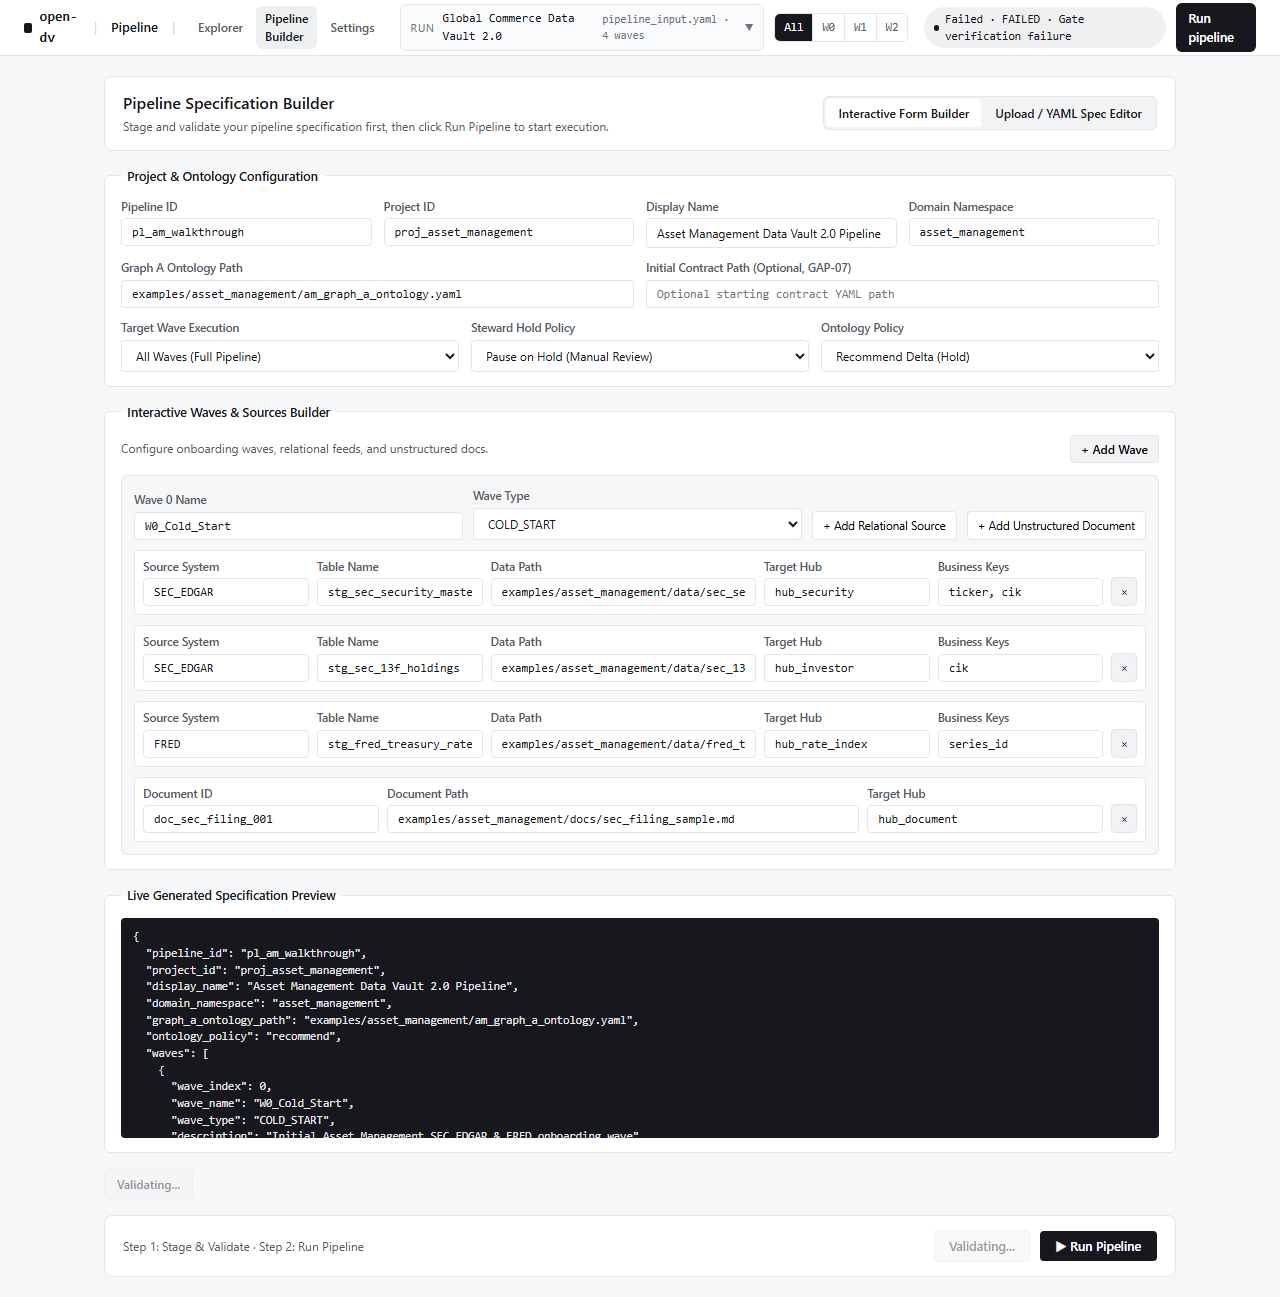 open-dv
Pipeline
Explorer
Pipeline Builder
Settings
RUN
Global Commerce Data Vault 2.0
pipeline_input.yaml · 4 waves
▼
All
W0
W1
W2
Failed · FAILED · Gate verification failure
Run pipeline
Pipeline Specification Builder
Stage and validate your pipeline specification first, then click Run Pipeline to start execution.
Interactive Form Builder
Upload / YAML Spec Editor
Project & Ontology Configuration
Pipeline ID
Project ID
Display Name
Domain Namespace
pl_am_walkthrough
proj_asset_management
Asset Management Data Vault 2.0 Pipeline
asset_management
Graph A Ontology Path
Initial Contract Path (Optional, GAP-07)
examples/asset_management/am_graph_a_ontology.yaml
Optional starting contract YAML path
Target Wave Execution
Steward Hold Policy
Ontology Policy
All Waves (Full Pipeline)
Pause on Hold (Manual Review)
Recommend Delta (Hold)
Interactive Waves & Sources Builder
Configure onboarding waves, relational feeds, and unstructured docs.
+ Add Wave
Wave 0 Name
Wave Type
W0_Cold_Start
COLD_START
+ Add Relational Source
+ Add Unstructured Document
Source System
Table Name
Data Path
Target Hub
Business Keys
SEC_EDGAR
stg_sec_security_maste
examples/asset_management/data/sec_se
hub_security
ticker, cik
×
Source System
Table Name
Data Path
Target Hub
Business Keys
SEC_EDGAR
stg_sec_13f_holdings
examples/asset_management/data/sec_13
hub_investor
cik
×
Source System
Table Name
Data Path
Target Hub
Business Keys
FRED
stg_fred_treasury_rate
examples/asset_management/data/fred_t
hub_rate_index
series_id
×
Document ID
Document Path
Target Hub
doc_sec_filing_001
examples/asset_management/docs/sec_filing_sample.md
hub_document
×
Live Generated Specification Preview
{
"pipeline_id": "pl_am_walkthrough",
"project_id": "proj_asset_management",
"display_name": "Asset Management Data Vault 2.0 Pipeline",
"domain_namespace": "asset_management",
"graph_a_ontology_path": "examples/asset_management/am_graph_a_ontology.yaml",
"ontology_policy": "recommend",
"waves": [
{
"wave_index": 0,
"wave_name": "W0_Cold_Start",
"wave_type": "COLD_START",
"description": "Initial Asset Management SEC EDGAR & FRED onboarding wave"
Validating...
Step 1: Stage & Validate · Step 2: Run Pipeline
Validating...
▶ Run Pipeline